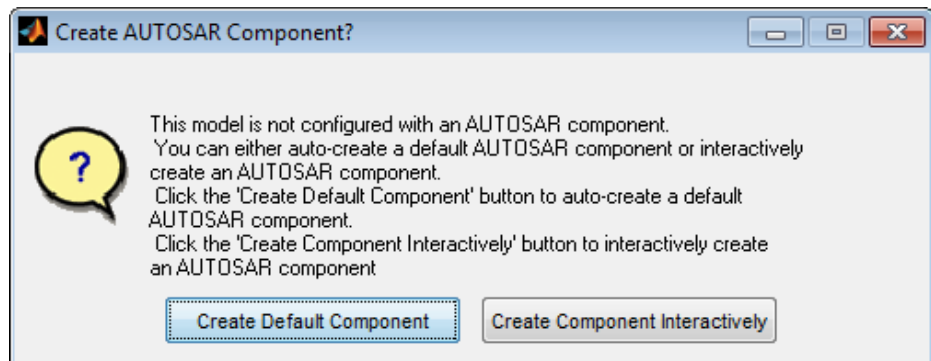 Create AUTOSAR Component?
?
This model is not configured with an AUTOSAR component.
You can either auto-create a default AUTOSAR component or interactively
create an AUTOSAR component.
Click the 'Create Default Component' button to auto-create a default
AUTOSAR component.
Click the 'Create Component Interactively' button to interactively create
an AUTOSAR component
Create Default Component
Create Component Interactively